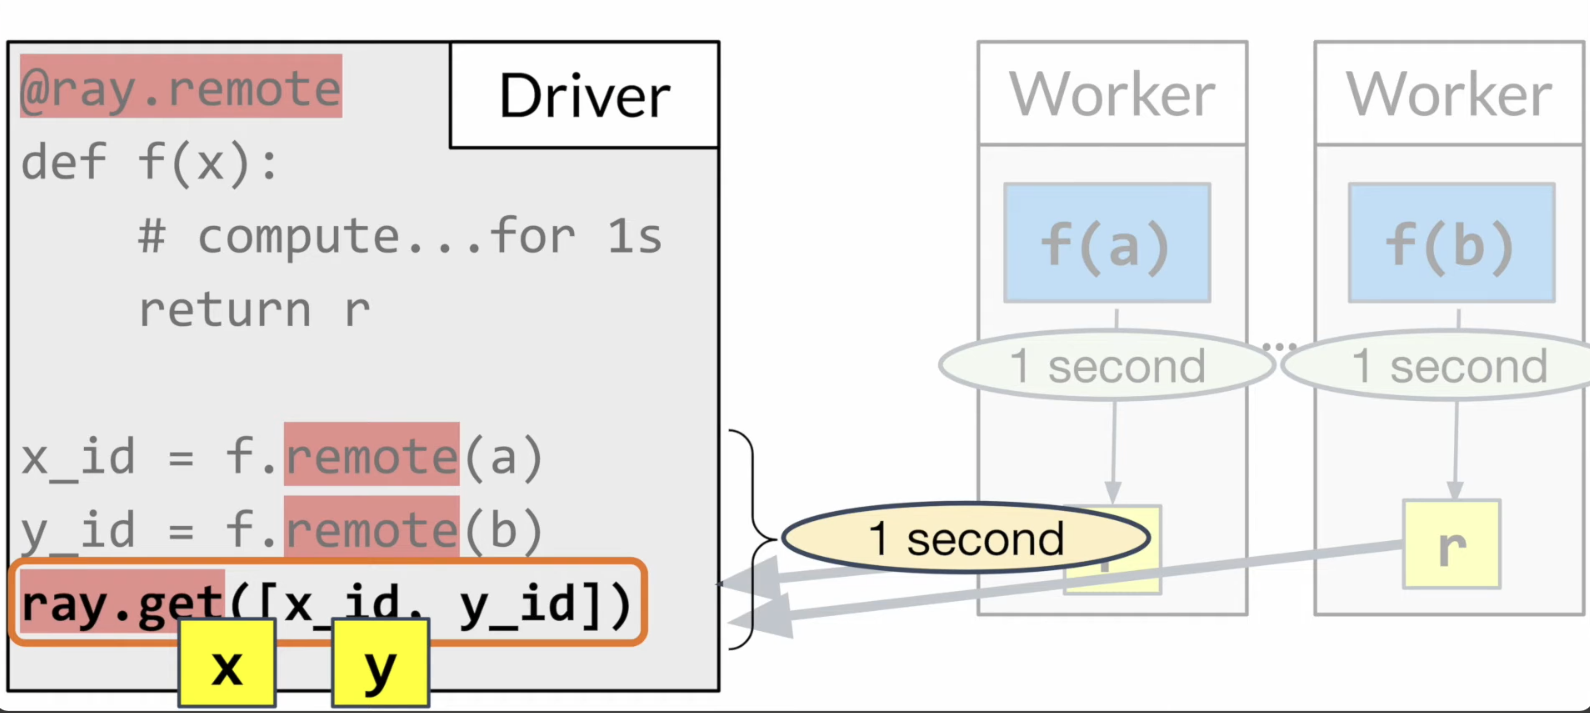 @ray.remote
Driver
def f(x):
# compute...for 1s
return r
x_id = f.remote(a)
y_id = f.remote(b)
ray.get([x_id, y_id])
x
y
1 second
Worker
f(a)
1 second
r
...
Worker
f(b)
1 second
r